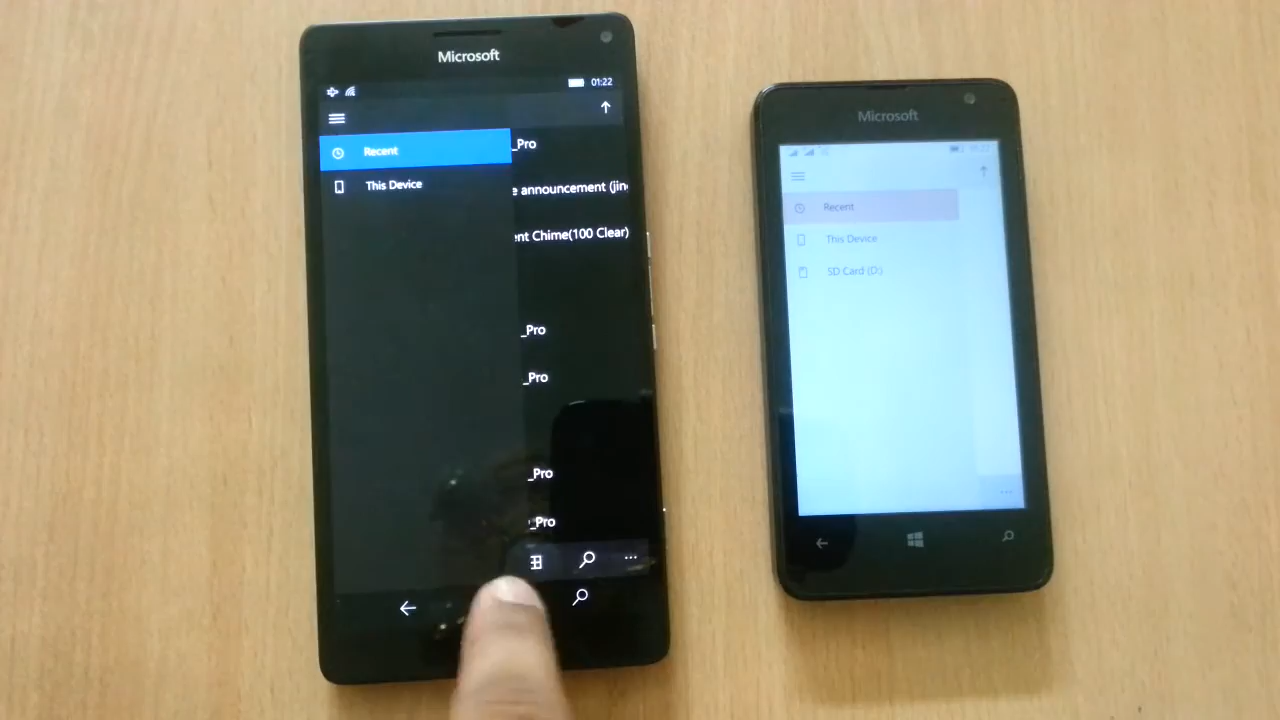 Microsoft
01:22
Recent
_Pro
This Device
e announcement (jin
ent Chime(100 Clear)
_Pro
_Pro
_Pro
_Pro
Microsoft
Recent
This Device
SD Card (D:)